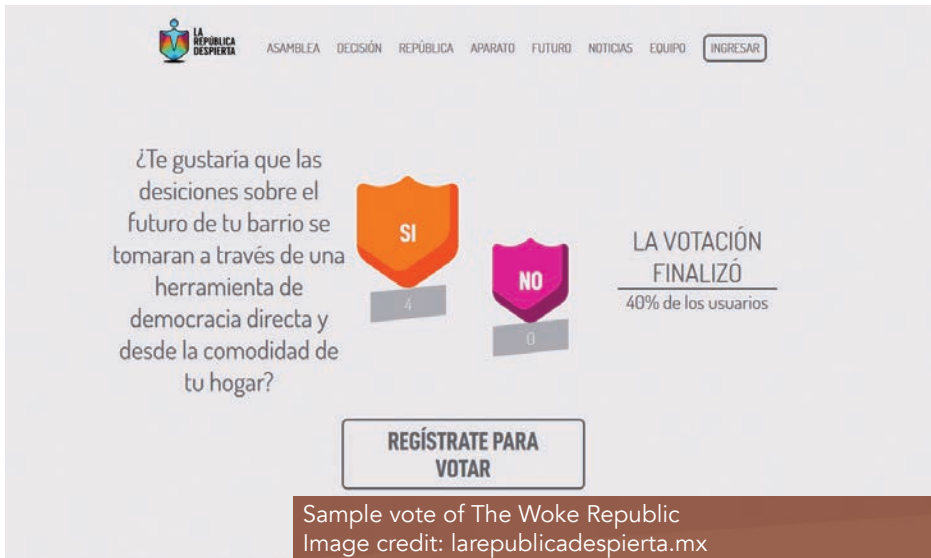 LA
REPÚBLICA
DESPIERTA
ASAMBLEA DECISIÓN REPÚBLICA APARATO FUTURO NOTICIAS EQUIPO INGRESAR
¿Te gustaría que las
desiciones sobre el
futuro de tu barrio se
tomaran a través de una
herramienta de
democracia directa y
desde la comodidad de
tu hogar?
SI
4
NO
0
LA VOTACIÓN
FINALIZÓ
40% de los usuarios
REGÍSTRATE PARA
VOTAR
Sample vote of The Woke Republic
Image credit: larepublicadespierta.mx